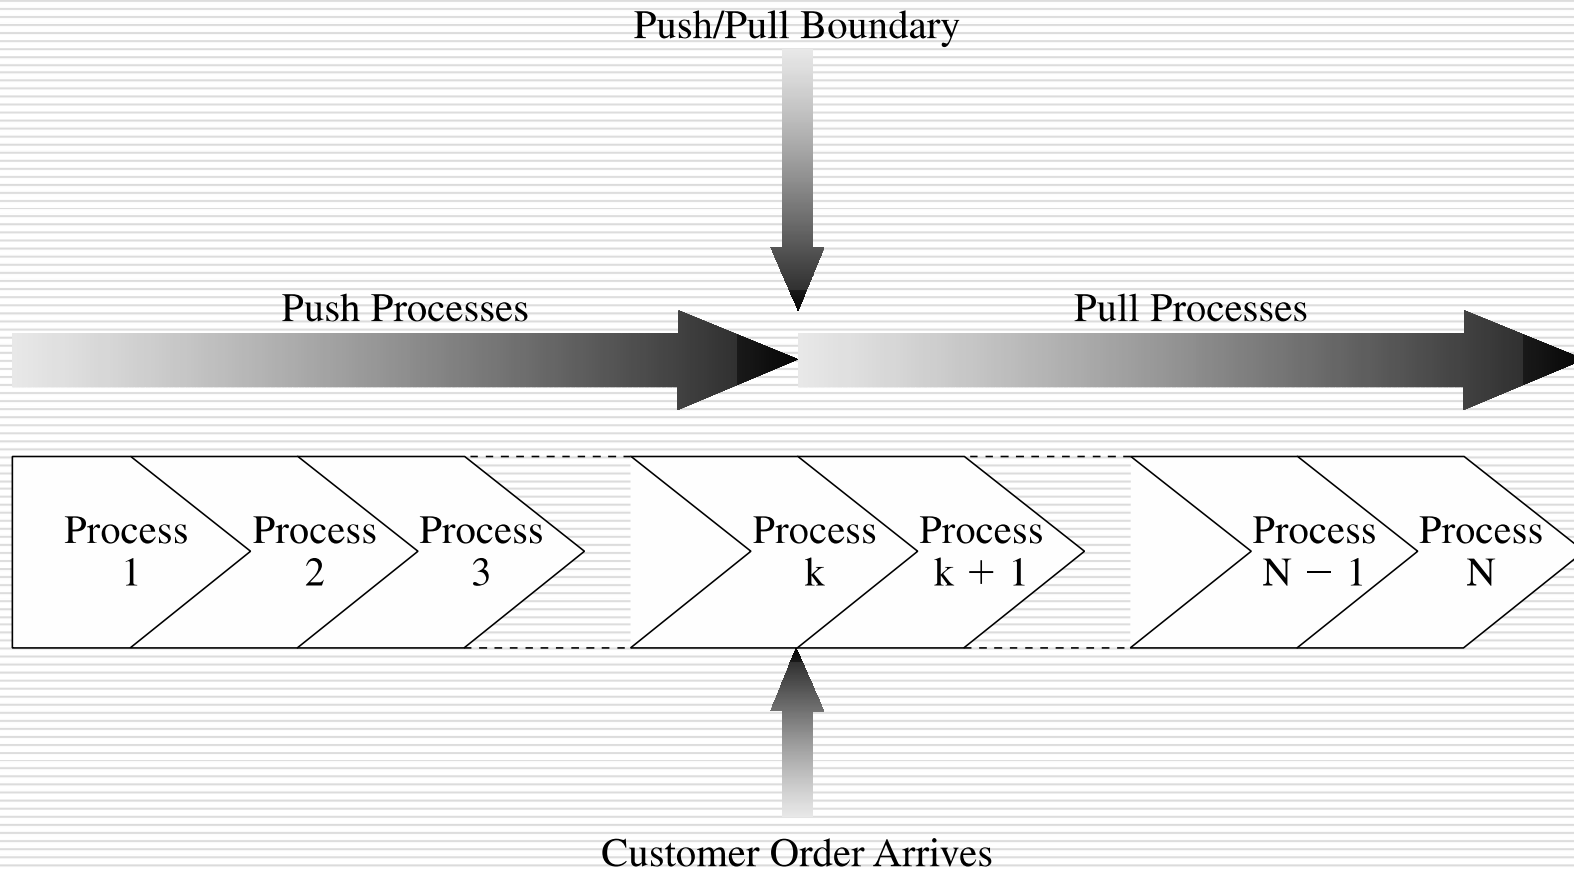 Push/Pull Boundary
Push Processes
Pull Processes
Process
1
Process
2
Process
3
Process
k
Process
k + 1
Process
N − 1
Process
N
Customer Order Arrives